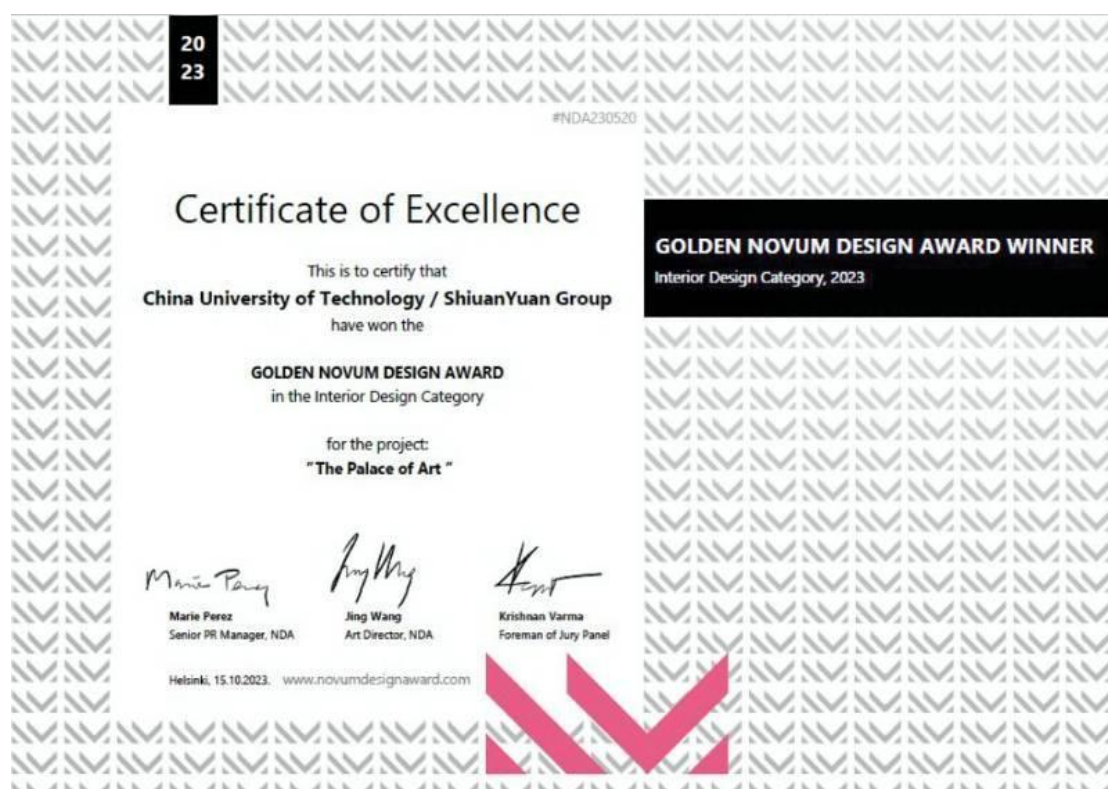 20
23
#NDA230520
Certificate of Excellence
This is to certify that
China University of Technology / ShiuanYuan Group
have won the
GOLDEN NOVUM DESIGN AWARD
in the Interior Design Category
for the project:
"The Palace of Art "
GOLDEN NOVUM DESIGN AWARD WINNER
Interior Design Category, 2023
Marie Perez
Jing Wang
Krishnan Varma
Senior PR Manager, NDA
Art Director, NDA
Foreman of Jury Panel
Helsinki, 15.10.2023. www.novumdesignaward.com